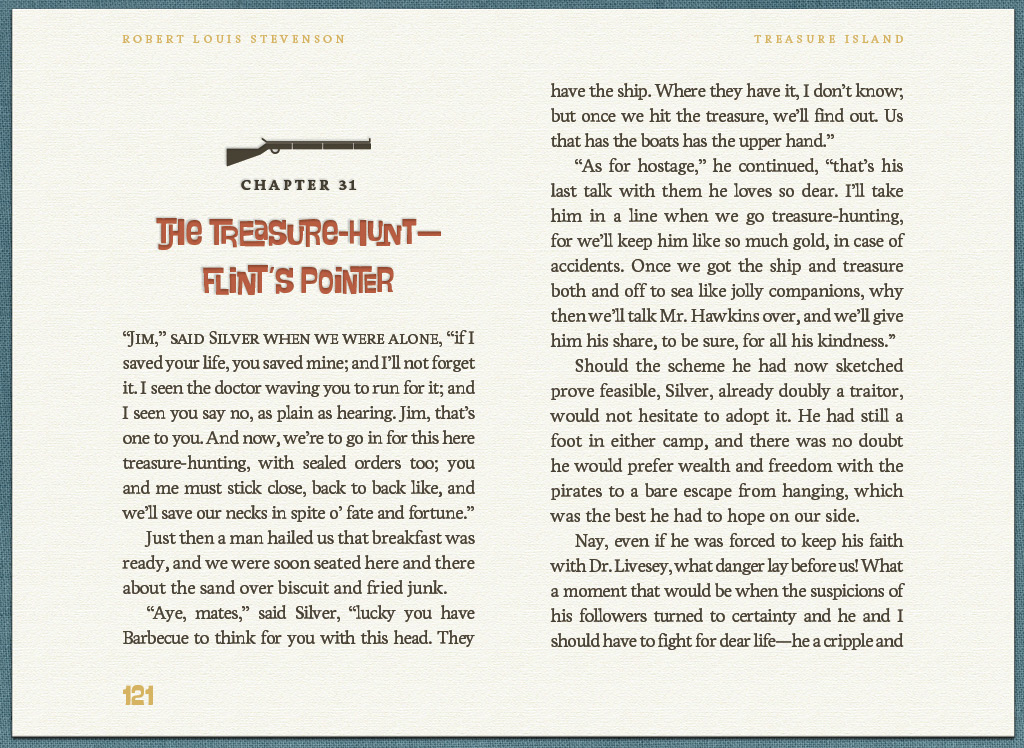 ROBERT LOUIS STEVENSON
TREASURE ISLAND
CHAPTER 31
THE TREASURE-HUNT—
FLINT'S POINTER
“JIM,” SAID SILVER WHEN WE WERE ALONE, “if I
saved your life, you saved mine; and I’ll not forget
it. I seen the doctor waving you to run for it; and
I seen you say no, as plain as hearing. Jim, that’s
one to you. And now, we’re to go in for this here
treasure-hunting, with sealed orders too; you
and me must stick close, back to back like, and
we’ll save our necks in spite o’ fate and fortune.”
Just then a man hailed us that breakfast was
ready, and we were soon seated here and there
about the sand over biscuit and fried junk.
“Aye, mates,” said Silver, “lucky you have
Barbecue to think for you with this head. They
121
have the ship. Where they have it, I don’t know;
but once we hit the treasure, we’ll find out. Us
that has the boats has the upper hand.”
“As for hostage,” he continued, “that’s his
last talk with them he loves so dear. I’ll take
him in a line when we go treasure-hunting,
for we’ll keep him like so much gold, in case of
accidents. Once we got the ship and treasure
both and off to sea like jolly companions, why
then we’ll talk Mr. Hawkins over, and we’ll give
him his share, to be sure, for all his kindness.”
Should the scheme he had now sketched
prove feasible, Silver, already doubly a traitor,
would not hesitate to adopt it. He had still a
foot in either camp, and there was no doubt
he would prefer wealth and freedom with the
pirates to a bare escape from hanging, which
was the best he had to hope on our side.
Nay, even if he was forced to keep his faith
with Dr. Livesey, what danger lay before us! What
a moment that would be when the suspicions of
his followers turned to certainty and he and I
should have to fight for dear life—he a cripple and